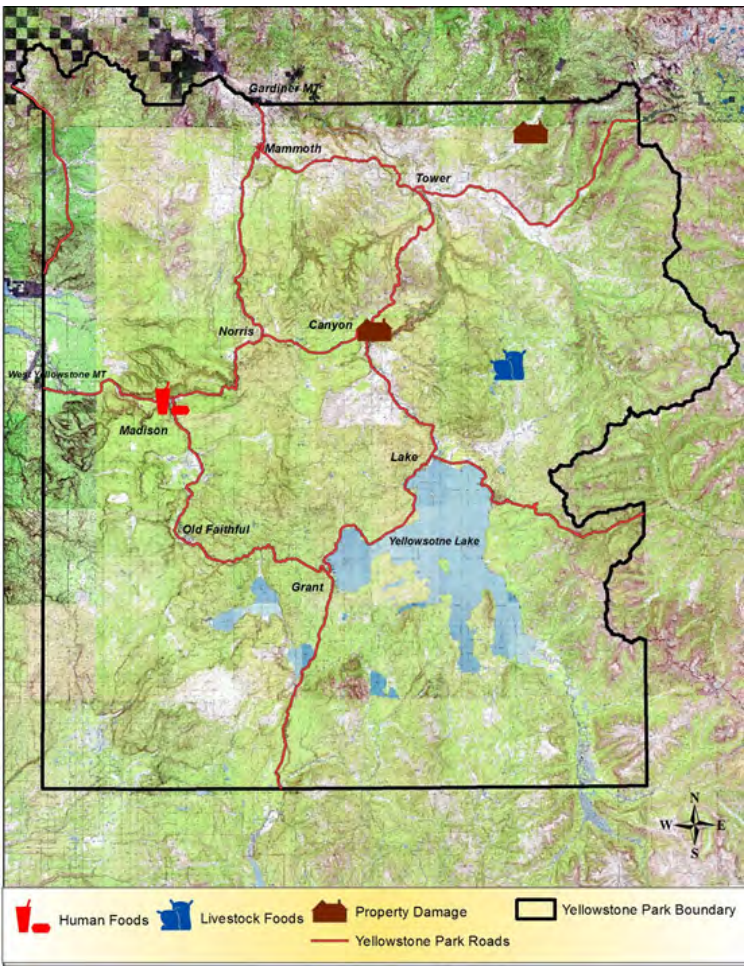 Gardiner MT
Mammoth
Tower
Canyon
Norris
West Yellowstone MT
Madison
Lake
Old Faithful
Yellowsotne Lake
Grant
N
W E
S
Human Foods
Livestock Foods
Property Damage
Yellowstone Park Boundary
Yellowstone Park Roads